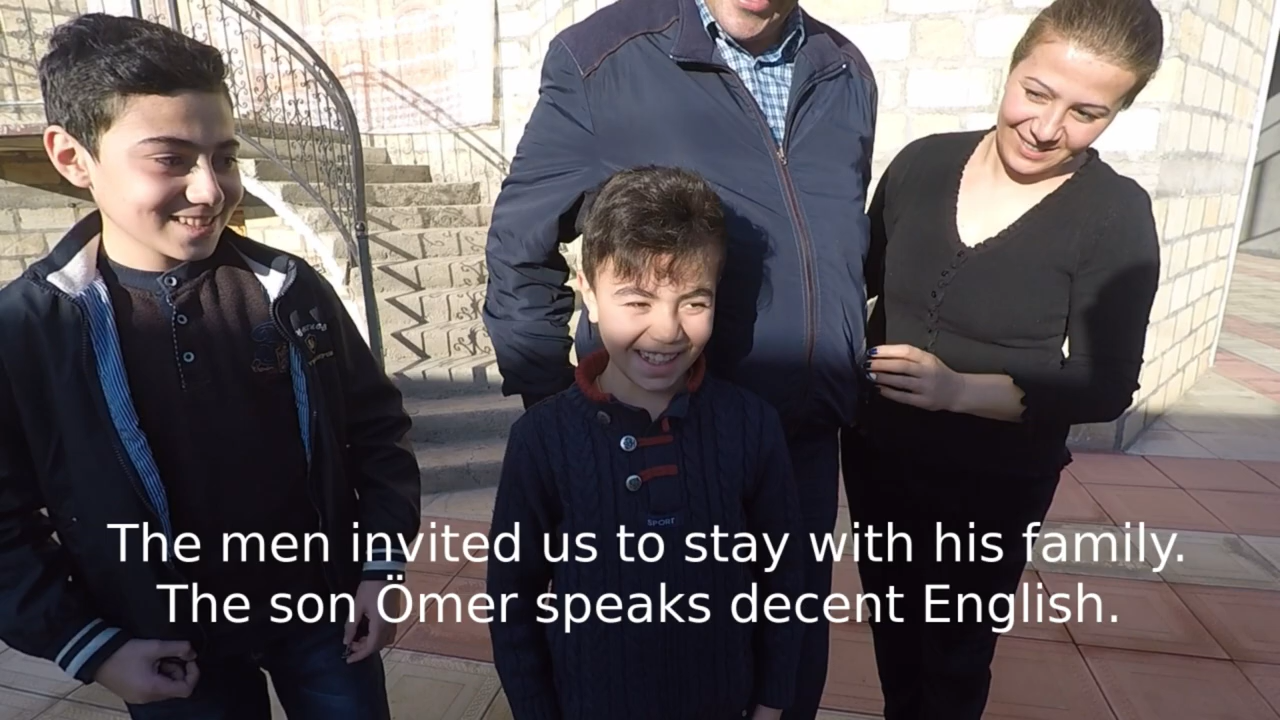 SPORT
The men invited us to stay with his family.
The son Ömer speaks decent English.